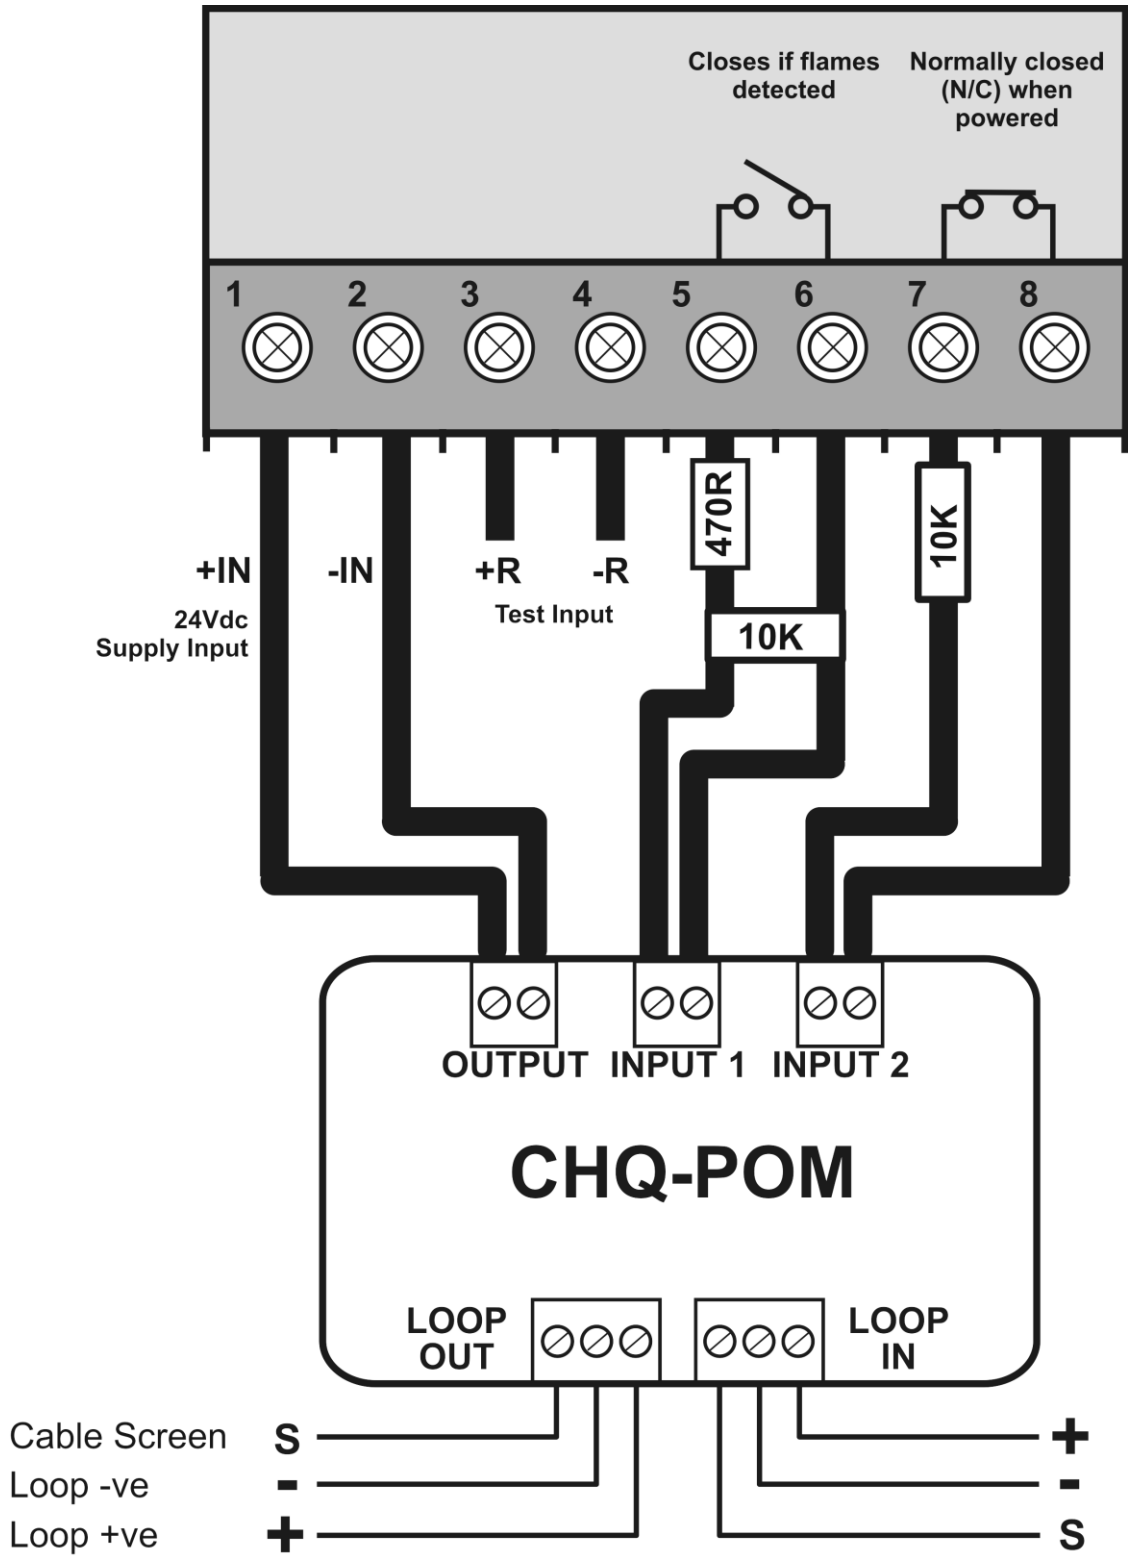 Closes if flames
detected
Normally closed
(N/C) when
powered
1 2 3 4 5 6 7 8
470R
10K
10K
+IN
-IN
+R
-R
24Vdc
Supply Input
Test Input
OUTPUT INPUT 1 INPUT 2
CHQ-POM
LOOP
OUT
LOOP
IN
Cable Screen S
Loop -ve -
Loop +ve +
+
-
S